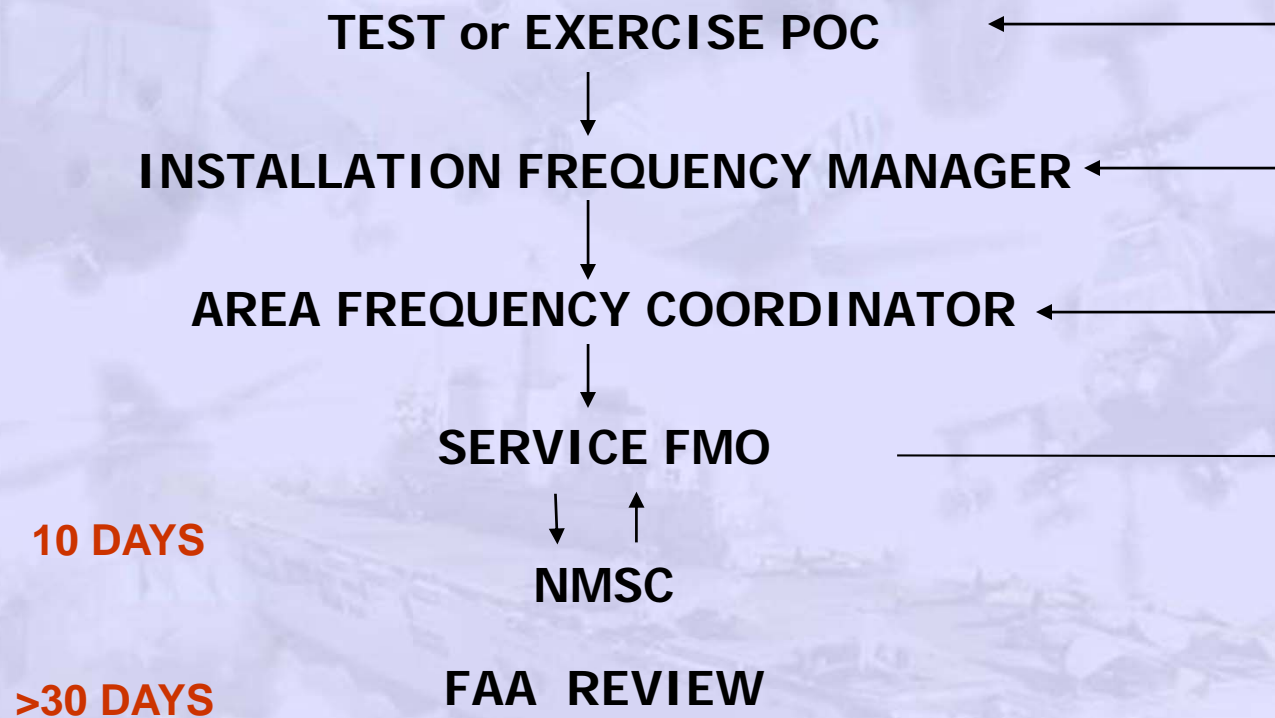 TEST or EXERCISE POC
INSTALLATION FREQUENCY MANAGER
AREA FREQUENCY COORDINATOR
SERVICE FMO
10 DAYS
NMSC
FAA REVIEW
>30 DAYS